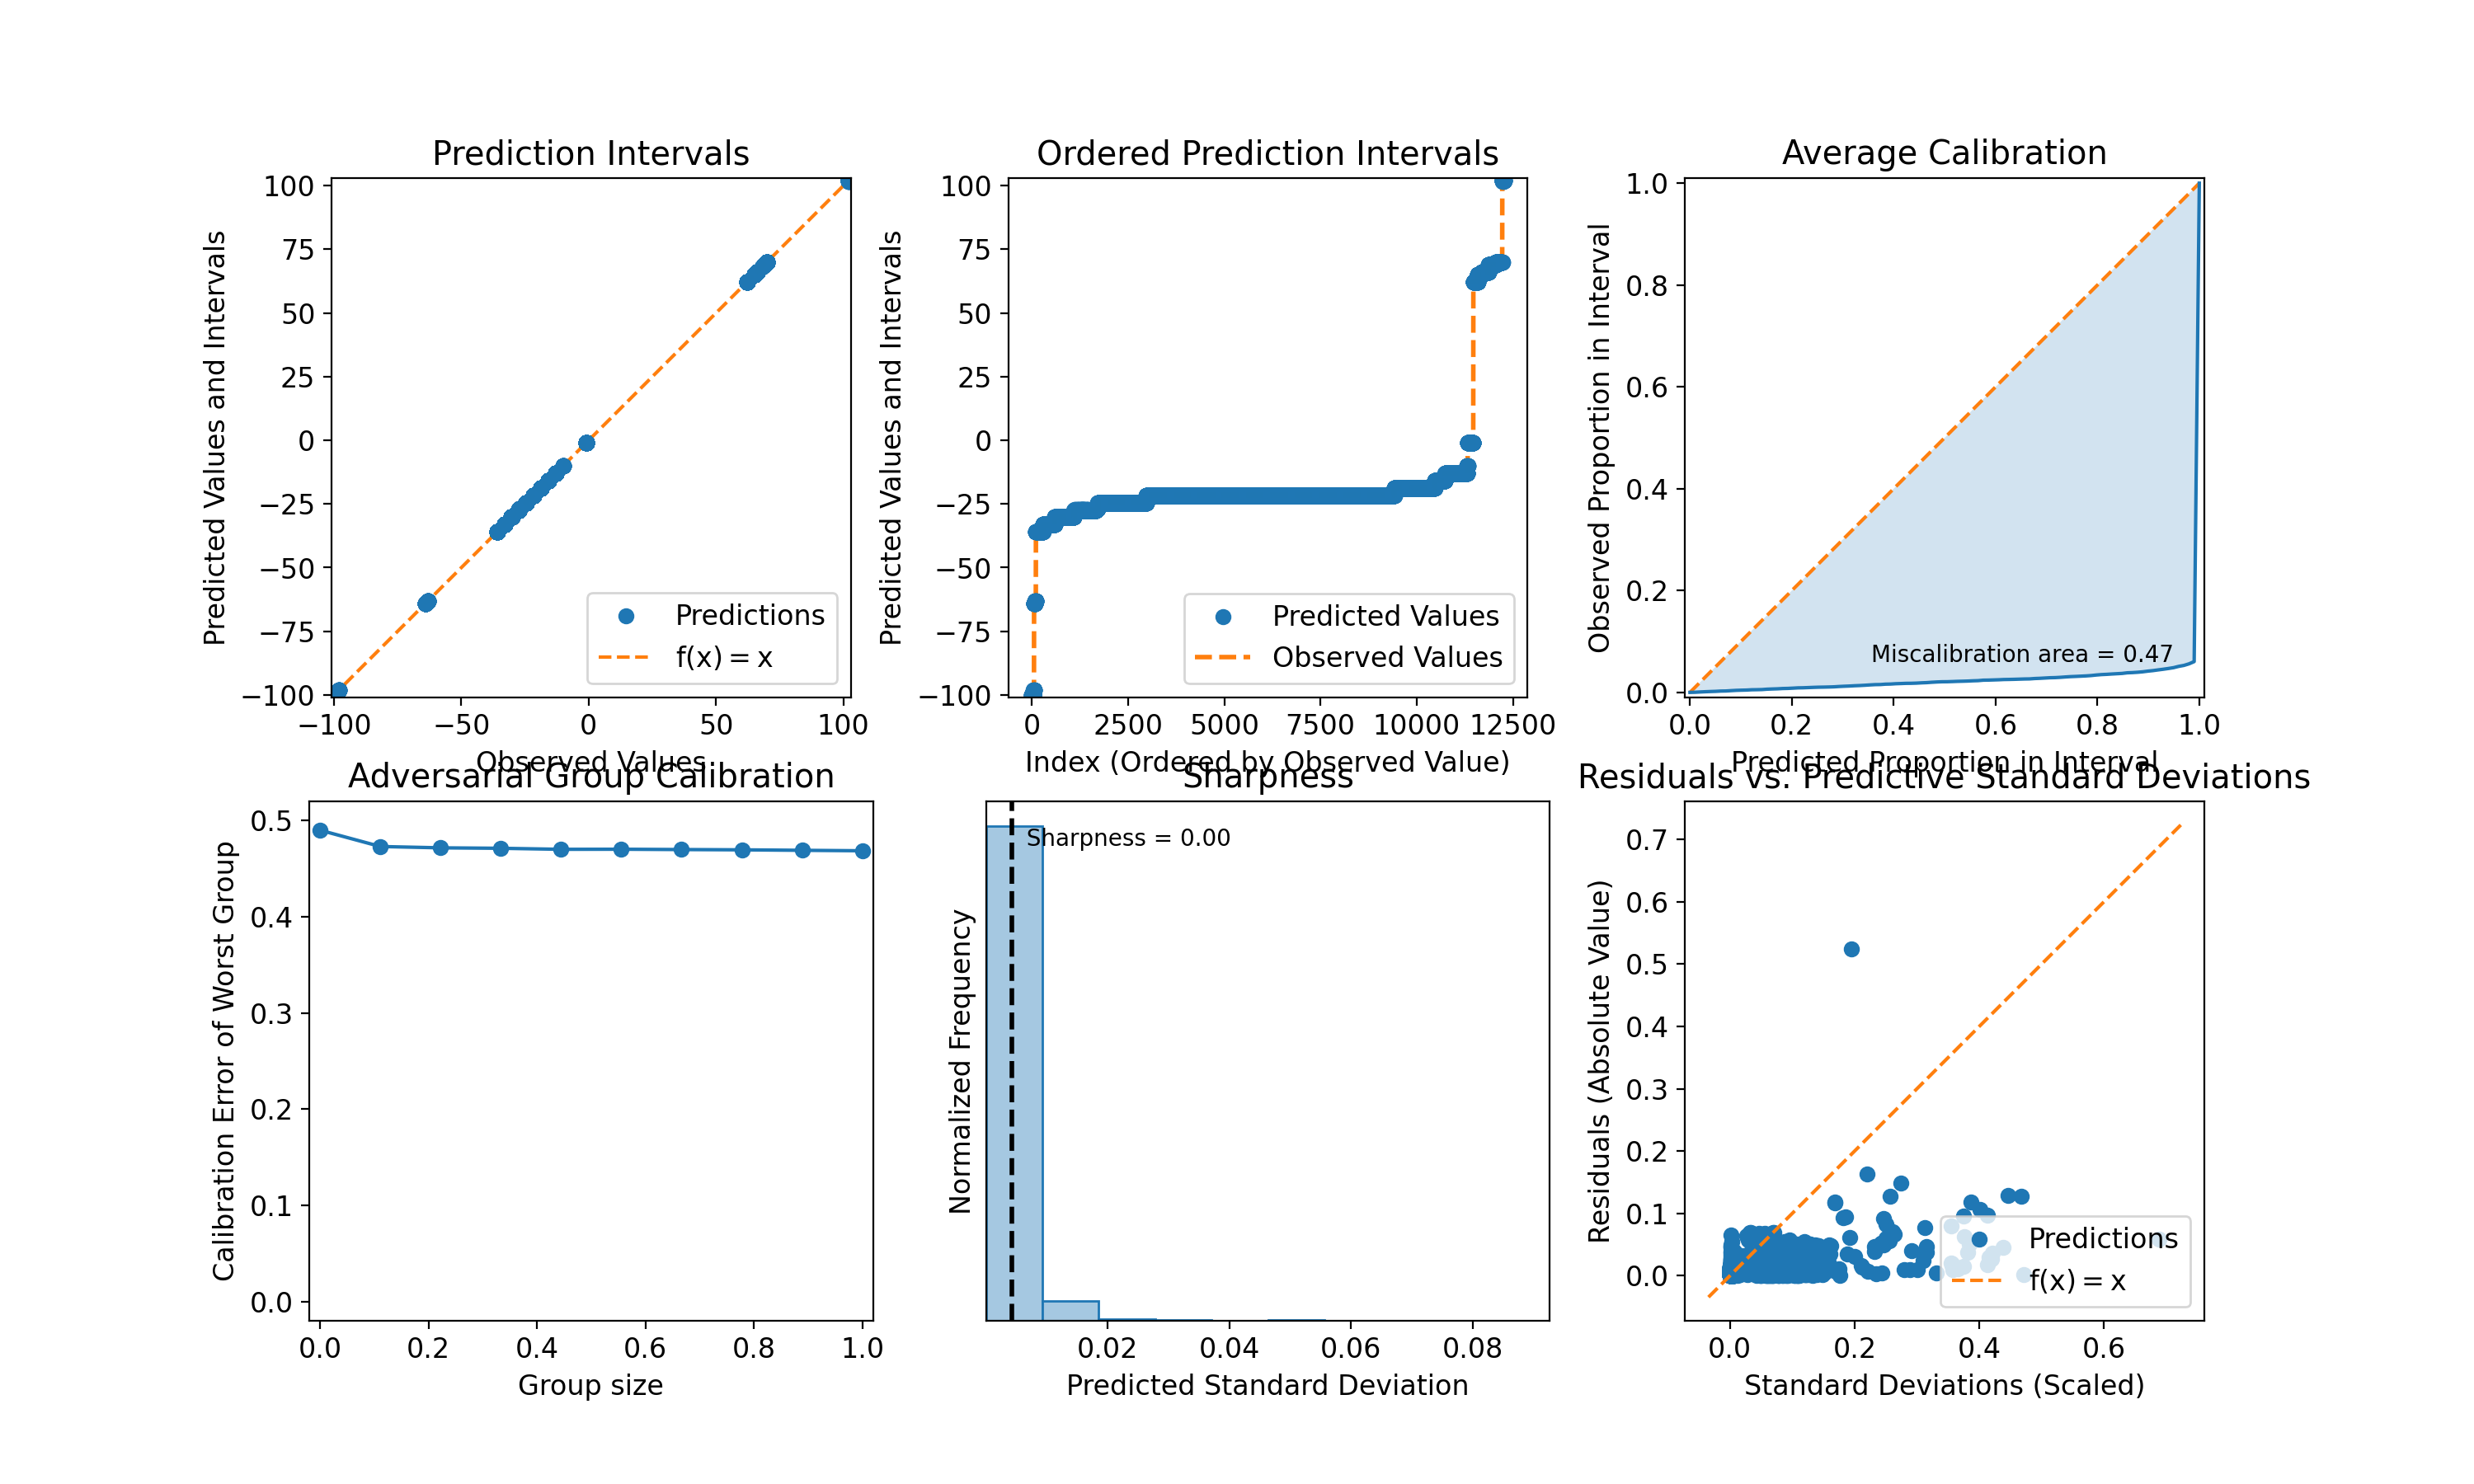 Prediction Intervals
Predicted Values and Intervals
100
75
50
25
0
−25
−50
−75
−100
−100
−50
0
50
100
Observed Values
Predictions
f(x) = x
Ordered Prediction Intervals
Predicted Values and Intervals
100
75
50
25
0
−25
−50
−75
−100
0
2500
5000
7500
10000
12500
Index (Ordered by Observed Value)
Predicted Values
Observed Values
Average Calibration
Observed Proportion in Interval
1.0
0.8
0.6
0.4
0.2
0.0
0.0
0.2
0.4
0.6
0.8
1.0
Predicted Proportion in Interval
Miscalibration area = 0.47
Adversarial Group Calibration
Calibration Error of Worst Group
0.5
0.4
0.3
0.2
0.1
0.0
0.0
0.2
0.4
0.6
0.8
1.0
Group size
Sharpness
Normalized Frequency
Sharpness = 0.00
0.02
0.04
0.06
0.08
Predicted Standard Deviation
Residuals vs. Predictive Standard Deviations
Residuals (Absolute Value)
0.7
0.6
0.5
0.4
0.3
0.2
0.1
0.0
0.0
0.2
0.4
0.6
Standard Deviations (Scaled)
Predictions
f(x) = x